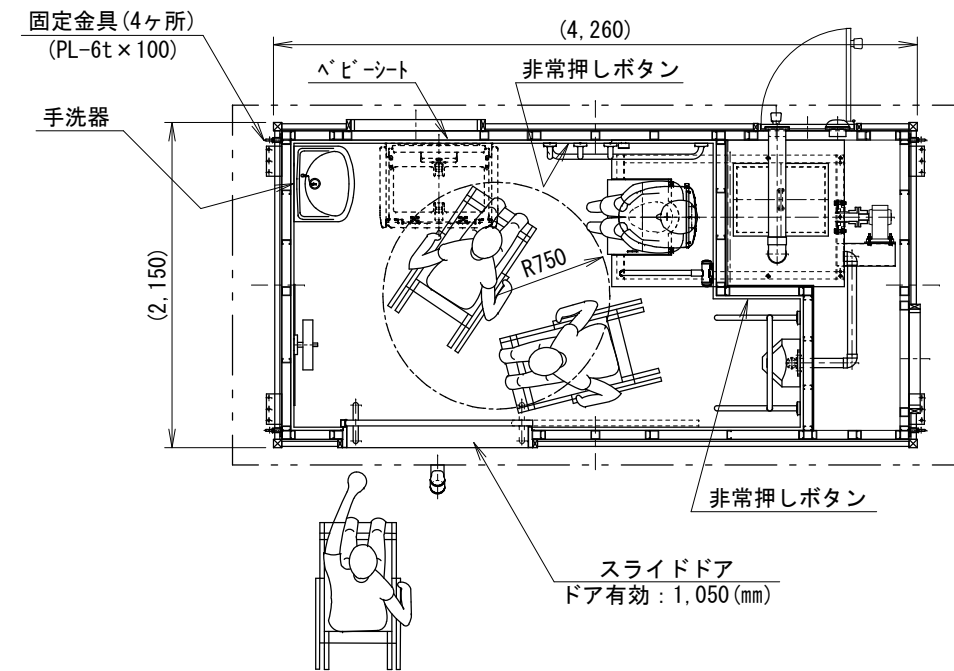 固定金具(4ヶ所)
(PL-6t×100)
(4,260)
ベビーシート
非常押しボタン
手洗器
(2,150)
R750
非常押しボタン
スライドドア
ドア有効：1,050(mm)